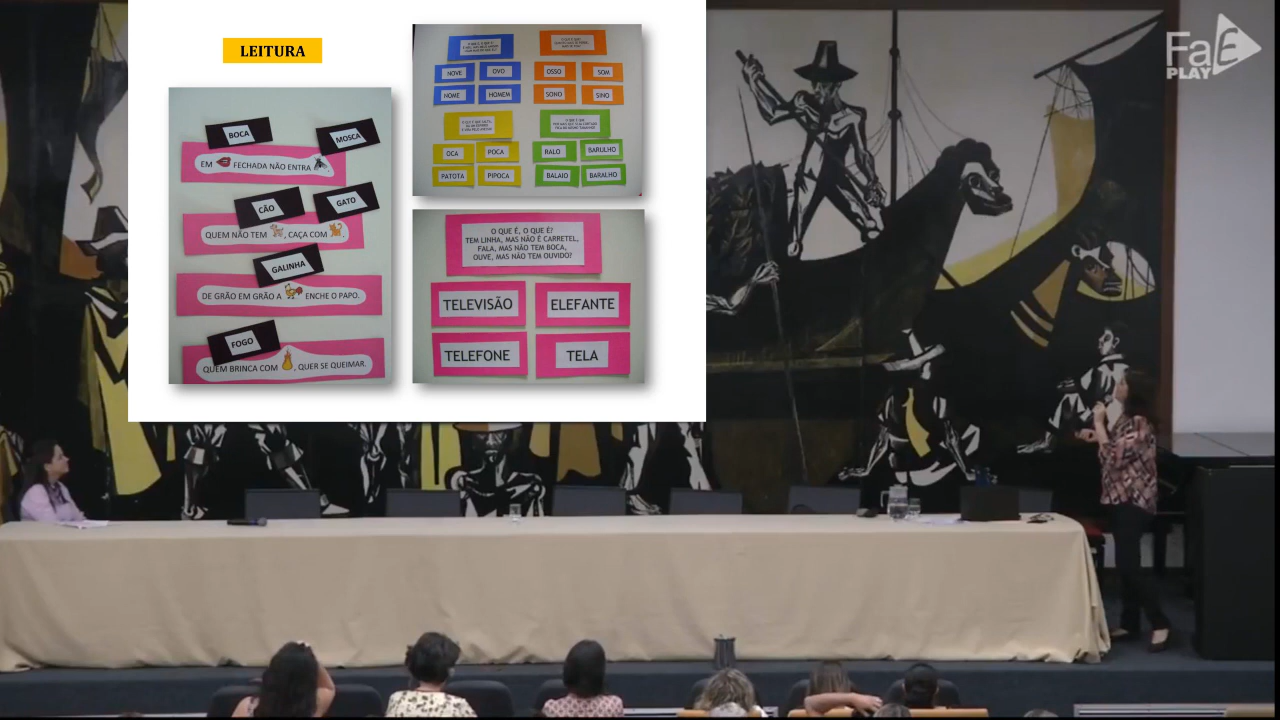 LEITURA
BOCA
MOSCA
EM FECHADA NÃO ENTRA
CÃO
GATO
QUEM NÃO TEM , CAÇA COM .
GALINHA
DE GRÃO EM GRÃO A ENCHE O PAPO.
FOGO
QUEM BRINCA COM , QUER SE QUEIMAR.
O QUE É, O QUE É?
NOVE
OVO
NOME
HOMEM
OSSO
SOM
SONO
SINO
OCA
POCA
PATOTA
PIPOCA
RALO
BARULHO
BALAIO
BARALHO
O QUE É, O QUE É?
TEM LINHA, MAS NÃO É CARRETEL,
FALA, MAS NÃO TEM BOCA,
OUVE, MAS NÃO TEM OUVIDO?
TELEVISÃO
ELEFANTE
TELEFONE
TELA
FaE
PLAY